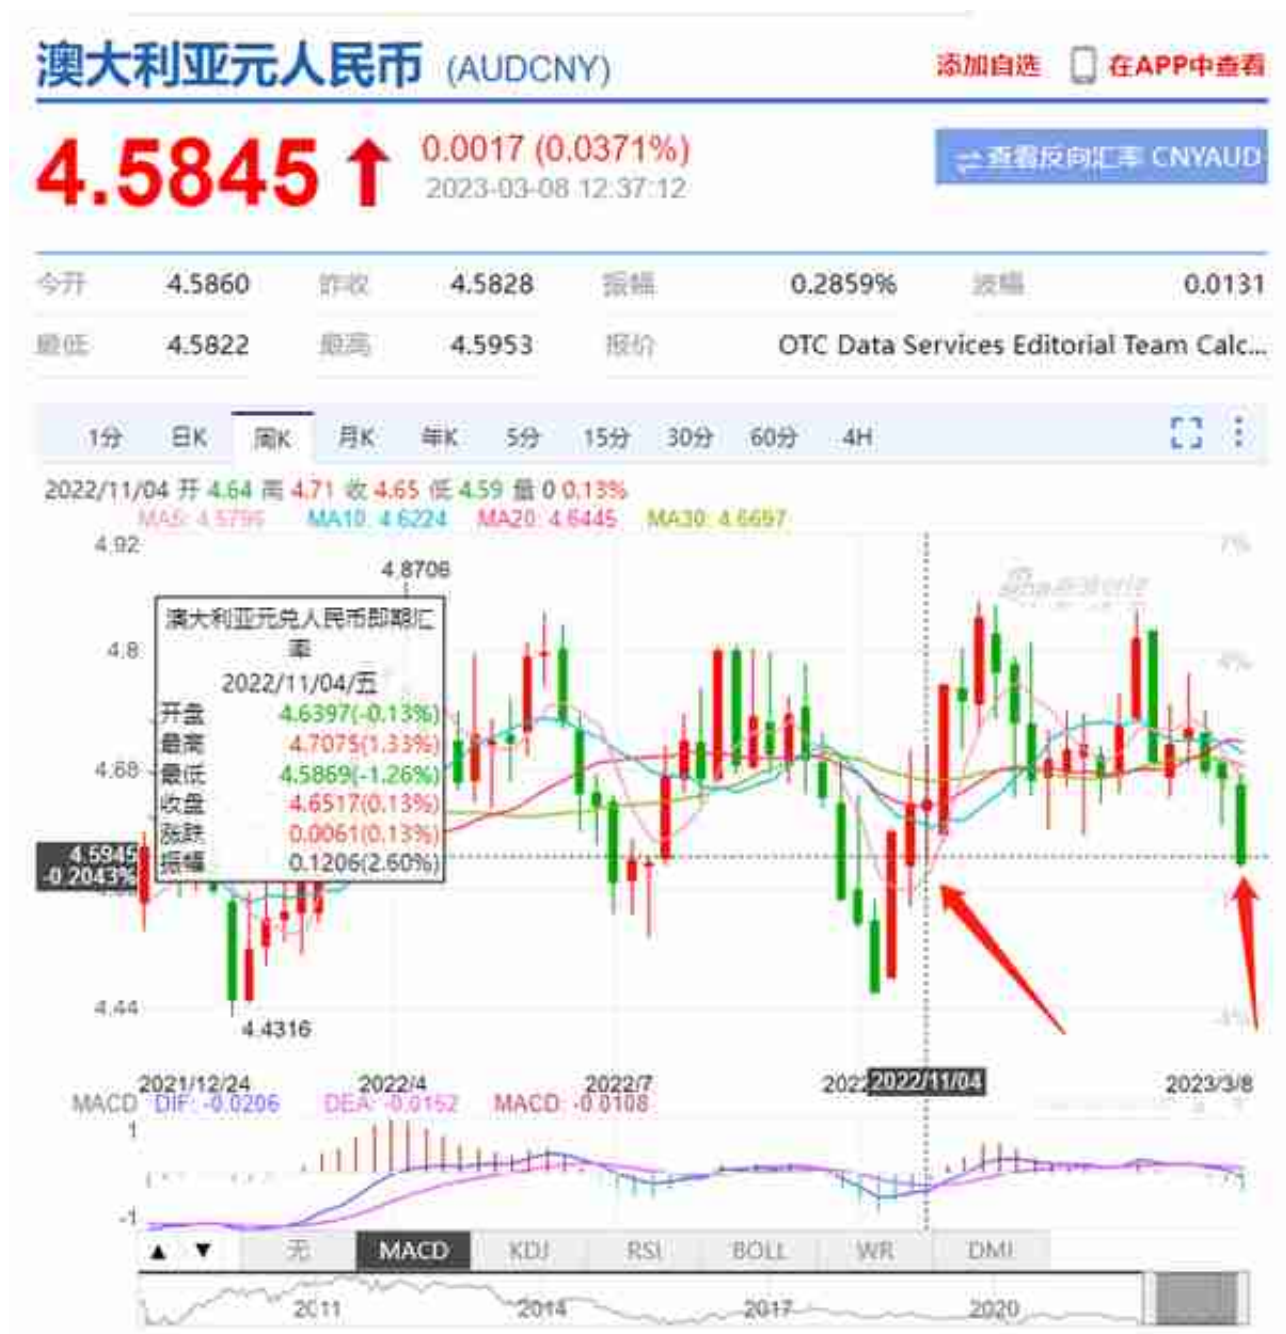 澳大利亚元人民币 (AUDCNY) 添加自选 在APP中查看
4.5845 0.0017 (0.0371%)
2023-03-08 12:37:12
查看反向汇率 CNYAUD
今开 4.5860 昨收 4.5828 振幅 0.2859% 波幅 0.0131
最低 4.5822 最高 4.5953 报价 OTC Data Services Editorial Team Calc...
1分 日K 周K 月K 年K 5分 15分 30分 60分 4H
2022/11/04 开 4.64 高 4.71 收 4.65 低 4.59 量 0 0.13%
MA5: 4.5796 MA10: 4.6224 MA20: 4.6445 MA30: 4.6697
4.92 7%
4.8706
澳大利亚元兑人民币即期汇
率
4.8 4%
2022/11/04/五
开盘 4.6397(-0.13%)
最高 4.7075(1.33%)
4.68
最低 4.5869(-1.26%)
收盘 4.6517(0.13%)
涨跌 0.0061(0.13%)
4.5945
振幅 0.1206(2.60%)
-0.2043%
4.44 -4%
4.4316
2021/12/24 2022/4 2022/7 2022/11/04 2023/3/8
MACD DIF: -0.0206 DEA: -0.0152 MACD: -0.0108
1
-1
▲ ▼ 无 MACD KDJ RSI BOLL WR DMI
2011 2014 2017 2020